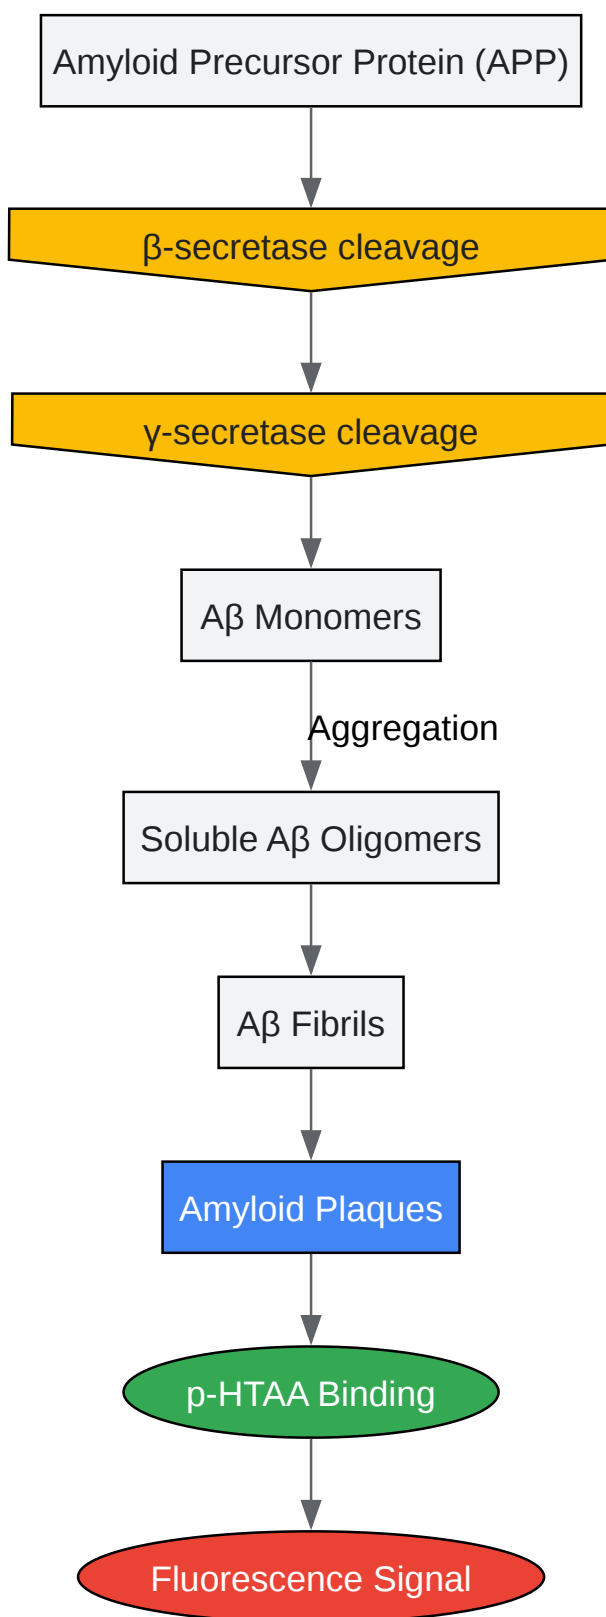 Amyloid Precursor Protein (APP)
β-secretase cleavage
γ-secretase cleavage
Aβ Monomers
Aggregation
Soluble Aβ Oligomers
Aβ Fibrils
Amyloid Plaques
p-HTAA Binding
Fluorescence Signal